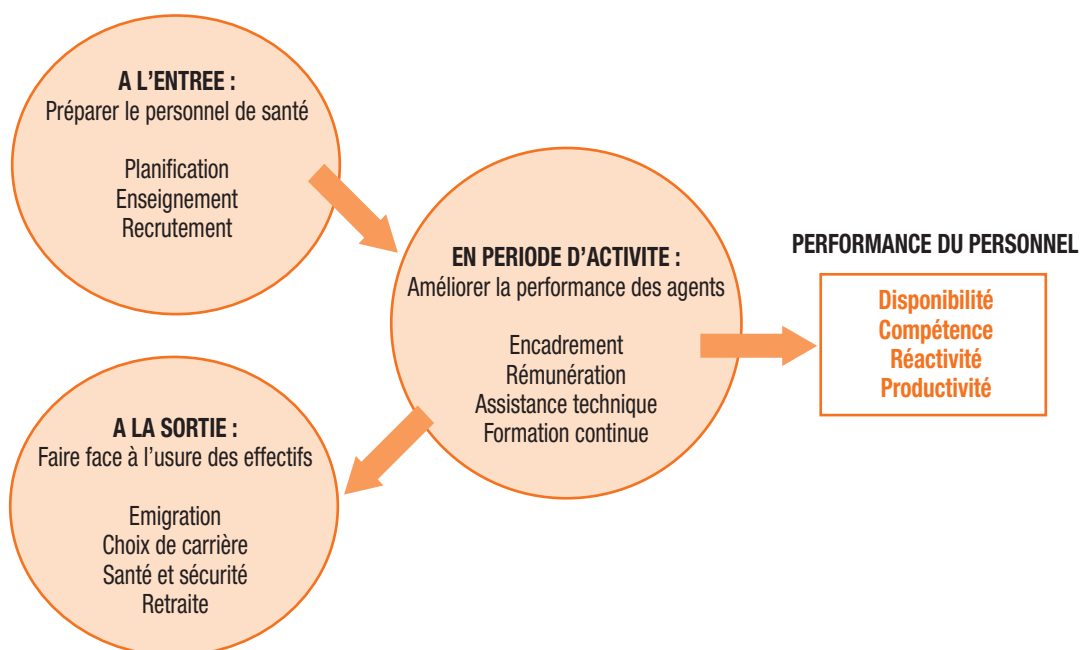 A L’ENTREE :
Préparer le personnel de santé
Planification
Enseignement
Recrutement
EN PERIODE D’ACTIVITE :
Améliorer la performance des agents
Encadrement
Rémunération
Assistance technique
Formation continue
PERFORMANCE DU PERSONNEL
Disponibilité
Compétence
Réactivité
Productivité
A LA SORTIE :
Faire face à l’usure des effectifs
Emigration
Choix de carrière
Santé et sécurité
Retraite